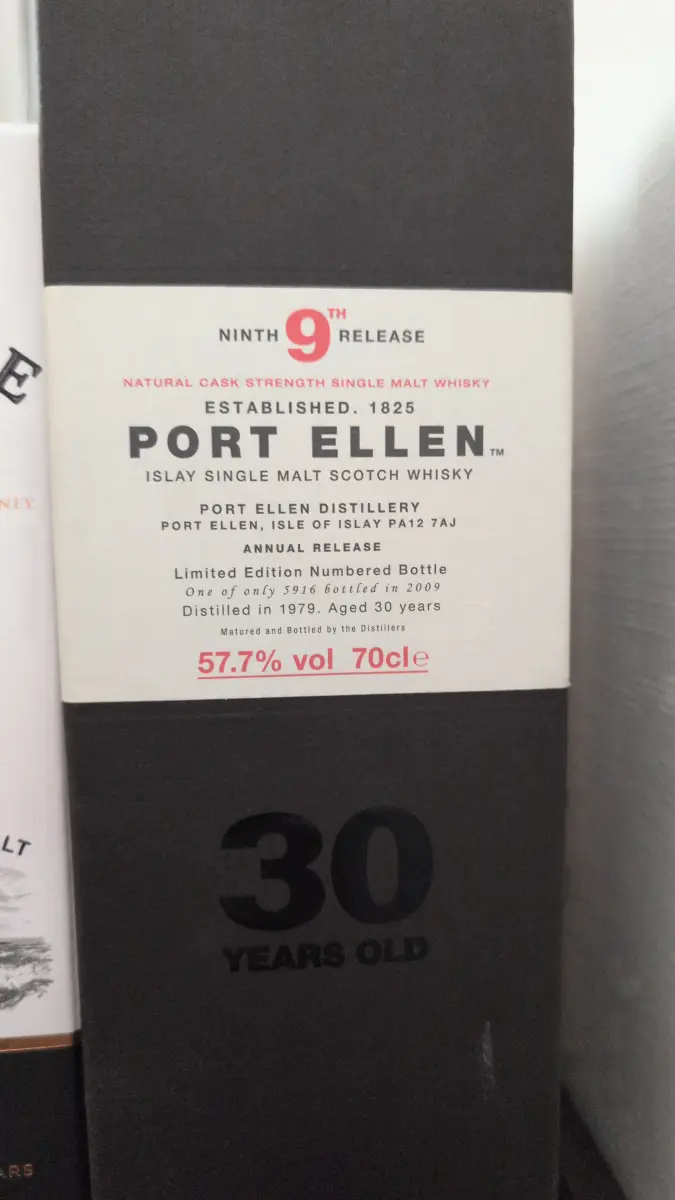 NINTH 9TH RELEASE
NATURAL CASK STRENGTH SINGLE MALT WHISKY
ESTABLISHED. 1825
PORT ELLEN™
ISLAY SINGLE MALT SCOTCH WHISKY
PORT ELLEN DISTILLERY
PORT ELLEN, ISLE OF ISLAY PA12 7AJ
ANNUAL RELEASE
Limited Edition Numbered Bottle
One of only 5916 bottled in 2009
Distilled in 1979. Aged 30 years
Matured and Bottled by the Distillers
57.7% vol 70cl℮
30
YEARS OLD
E
NEY
LT
ARS